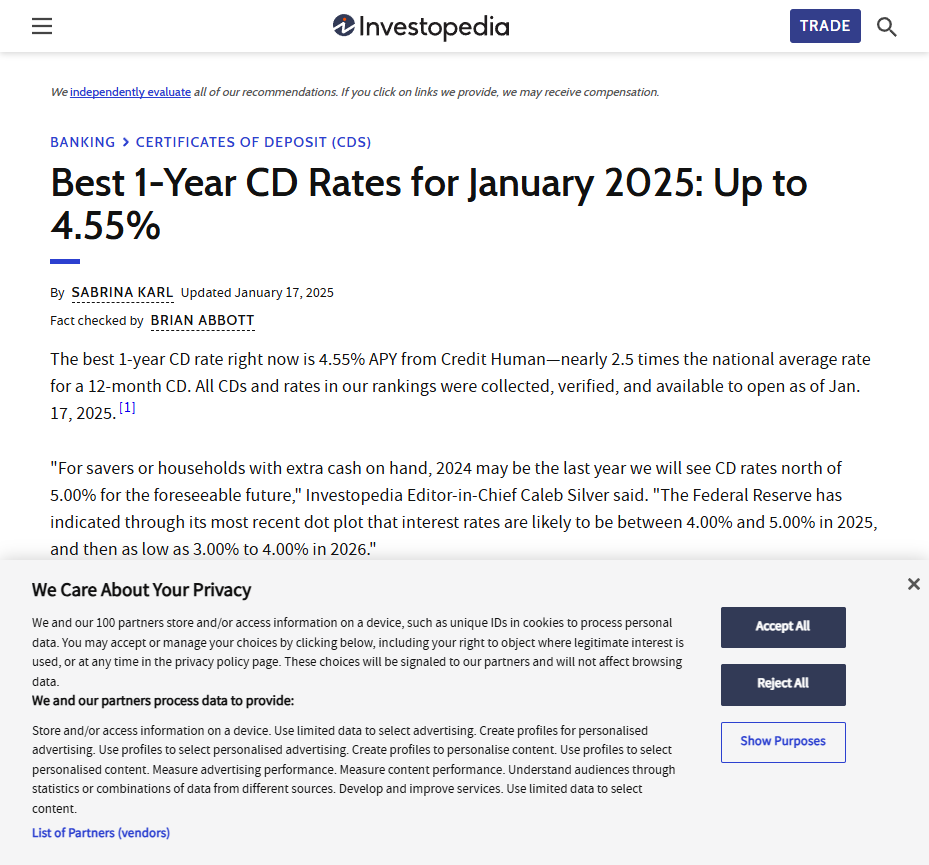 Investopedia
TRADE
We independently evaluate all of our recommendations. If you click on links we provide, we may receive compensation.
BANKING > CERTIFICATES OF DEPOSIT (CDS)
Best 1-Year CD Rates for January 2025: Up to
4.55%
By SABRINA KARL Updated January 17, 2025
Fact checked by BRIAN ABBOTT
The best 1-year CD rate right now is 4.55% APY from Credit Human—nearly 2.5 times the national average rate
for a 12-month CD. All CDs and rates in our rankings were collected, verified, and available to open as of Jan.
17, 2025. [1]
"For savers or households with extra cash on hand, 2024 may be the last year we will see CD rates north of
5.00% for the foreseeable future," Investopedia Editor-in-Chief Caleb Silver said. "The Federal Reserve has
indicated through its most recent dot plot that interest rates are likely to be between 4.00% and 5.00% in 2025,
and then as low as 3.00% to 4.00% in 2026."
We Care About Your Privacy
We and our 100 partners store and/or access information on a device, such as unique IDs in cookies to process personal
data. You may accept or manage your choices by clicking below, including your right to object where legitimate interest is
used, or at any time in the privacy policy page. These choices will be signaled to our partners and will not affect browsing
data.
We and our partners process data to provide:
Store and/or access information on a device. Use limited data to select advertising. Create profiles for personalised
advertising. Use profiles to select personalised advertising. Create profiles to personalise content. Use profiles to select
personalised content. Measure advertising performance. Measure content performance. Understand audiences through
statistics or combinations of data from different sources. Develop and improve services. Use limited data to select
content.
List of Partners (vendors)
Accept All
Reject All
Show Purposes